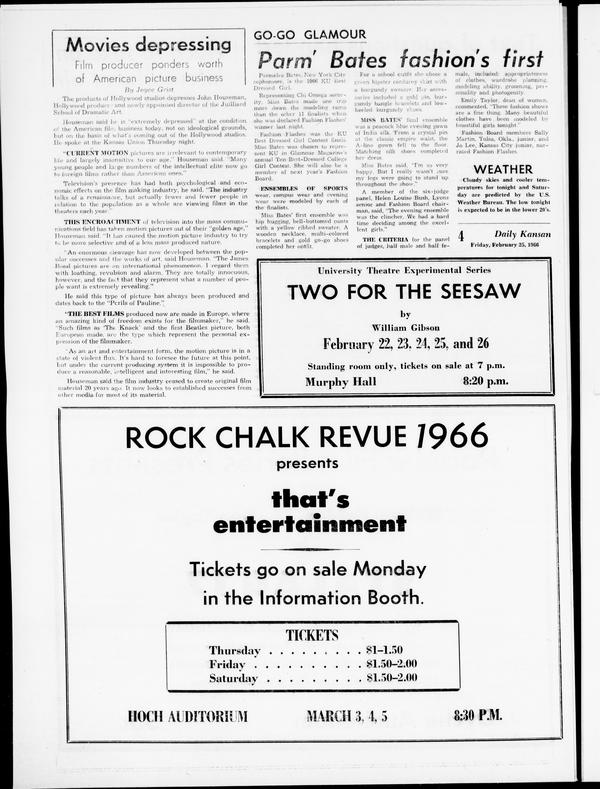 Movies depressing
Film producer ponders worth
of American picture business
By Joyce Grist
The products of Hollywood studios depresses John Houseman,
Hollywood producer and newly appointed director of the Juilliard
School of Dramatic Art.
Houseman said he is "extremely depressed" at the condition
of the American film business today, not on ideological grounds,
but on the basis of what's coming out of the Hollywood studios.
He spoke at the Kansas Union Thursday night.
"CURRENT MOTION pictures are irrelevant to contemporary
life and largely insensitive to our age," Houseman said. "Many
young people and large numbers of the intellectual elite now go
to foreign films rather than American ones."
Television's presence has had both psychological and eco-
nomic effects on the film making industry, he said. "The industry
talks of a renaissance, but actually fewer and fewer people in
relation to the population as a whole are viewing films in the
theaters each year."
THIS ENCROACHMENT of television into the mass commu-
nications field has taken motion pictures out of their "golden age,"
Houseman said. "It has caused the motion picture industry to try
to be more selective and of a less mass produced nature.
"An enormous cleavage has now developed between the pop-
ular successes and the works of art, said Houseman. "The James
Bond pictures are an international phenomenon. I regard them
with loathing, revulsion and alarm. They are totally innocuous,
however, and the fact that they represent what a number of peo-
ple want is extremely revealing."
He said this type of picture has always been produced and
dates back to the "Perils of Pauline."
"THE BEST FILMS produced now are made in Europe, where
an amazing kind of freedom exists for the filmmaker," he said.
"Such films as 'The Knack' and the first Beatles picture, both
European made, are the type which represent the personal ex-
pression of the filmmaker.
"As an art and entertainment form, the motion picture is in a
state of violent flux. It's hard to foresee the future at this point,
but under the current producing system it is impossible to pro-
duce a reasonable, intelligent and interesting film," he said.
Houseman said the film industry ceased to create original film
material 20 years ago. It now looks to established successes from
other media for most of its material.
GO-GO GLAMOUR
Parm' Bates fashion's first
Parmalee Bates, New York City
sophomore, is the 1966 KU Best
Dressed Girl.
Representing Chi Omega soror-
ity, Miss Bates made one trip
more down the modeling ramp
than the other 11 finalists when
she was declared Fashion Flashes'
winner last night.
Fashion Flashes was the KU
Best Dressed Girl Contest finals.
Miss Bates was chosen to repre-
sent KU in Glamour Magazine's
annual Ten Best-Dressed College
Girl Contest. She will also be a
member of next year's Fashion
Board.
ENSEMBLES OF SPORTS
wear, campus wear and evening
wear were modeled by each of
the finalists.
Miss Bates' first ensemble was
hip hugging, bell-bottomed pants
with a yellow ribbed sweater. A
wooden necklace, multi-colored
bracelets and gold go-go shoes
completed her outfit.
For a school outfit she chose a
green hipster corduroy skirt with
a burgundy sweater. Her acces-
sories included a gold pin, bur-
gundy bangle bracelets and low-
heeled burgundy shoes.
MISS BATES' final ensemble
was a peacock blue evening gown
of India silk. From a crystal pin
at the classic empire waist, the
A-line gown fell to the floor.
Matching silk shoes completed
her dress.
Miss Bates said, "I'm so very
happy. But I really wasn't sure
my legs were going to stand up
throughout the show."
A member of the six-judge
panel, Helen Louise Bush, Lyons
senior and Fashion Board chair-
man, said, "The evening ensemble
was the clincher. We had a hard
time deciding among the excel-
lent girls."
THE CRITERIA for the panel
of judges, half male and half fe-
male, included: appropriateness
of clothes, wardrobe planning,
modeling ability, grooming, per-
sonality and photogenity.
Emily Taylor, dean of women,
commented, "These fashion shows
are a fine thing. Many beautiful
clothes have been modeled by
beautiful girls tonight."
Fashion Board members Sally
Martin, Tulsa, Okla., junior, and
Jo Lee, Kansas City junior, nar-
rated Fashion Flashes.
WEATHER
Cloudy skies and cooler tem-
peratures for tonight and Satur-
day are predicted by the U.S.
Weather Bureau. The low tonight
is expected to be in the lower 20's.
4 Daily Kansan
Friday, February 25, 1966
University Theatre Experimental Series
TWO FOR THE SEESAW
by
William Gibson
February 22, 23, 24, 25, and 26
Standing room only, tickets on sale at 7 p.m.
Murphy Hall 8:20 p.m.
ROCK CHALK REVUE 1966
presents
that's
entertainment
Tickets go on sale Monday
in the Information Booth.
TICKETS
Thursday . . . . . . . . . $1–1.50
Friday . . . . . . . . . . $1.50–2.00
Saturday . . . . . . . . . $1.50–2.00
HOCH AUDITORIUM MARCH 3, 4, 5 8:30 P.M.